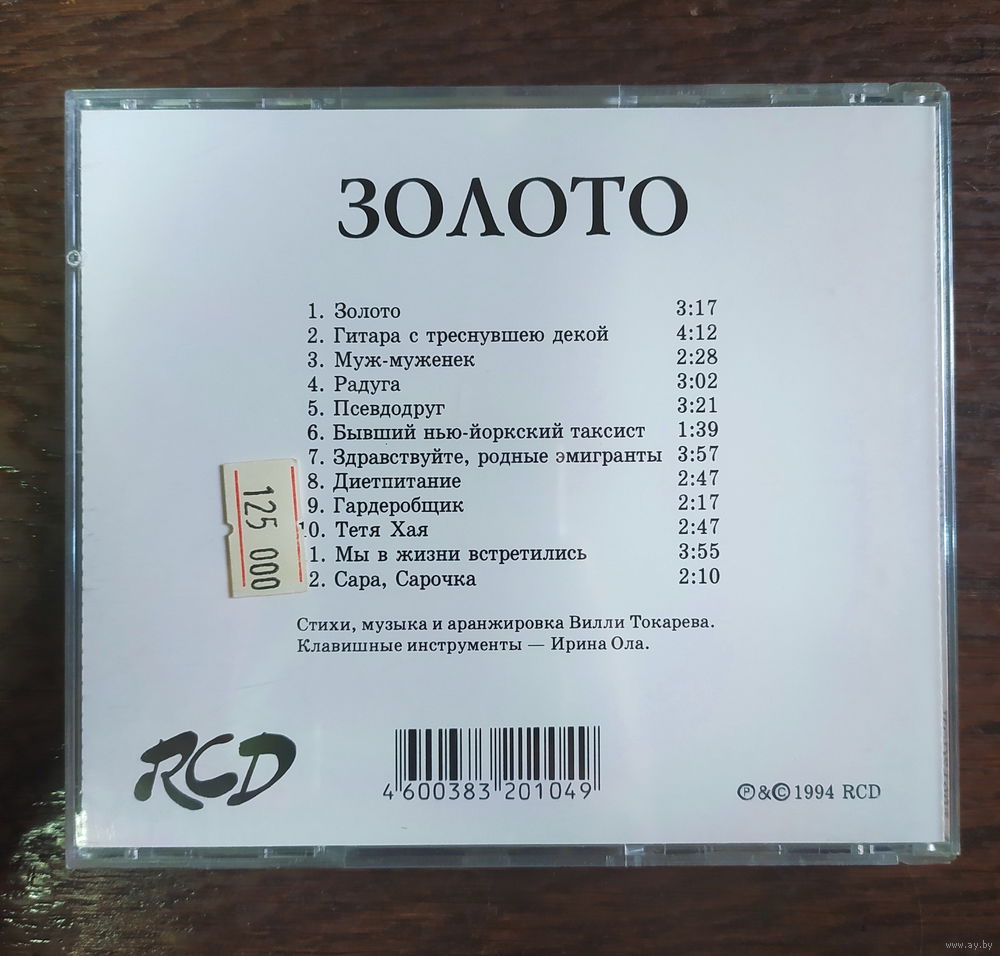 ЗОЛОТО
1. Золото 3:17
2. Гитара с треснувшею декой 4:12
3. Муж-муженек 2:28
4. Радуга 3:02
5. Псевдодруг 3:21
6. Бывший нью-йоркский таксист 1:39
7. Здравствуйте, родные эмигранты 3:57
8. Диетпитание 2:47
9. Гардеробщик 2:17
10. Тетя Хая 2:47
1. Мы в жизни встретились 3:55
2. Сара, Сарочка 2:10
125 000
Стихи, музыка и аранжировка Вилли Токарева.
Клавишные инструменты — Ирина Ола.
RCD
4 600383 201049
℗&©1994 RCD
www.ay.by